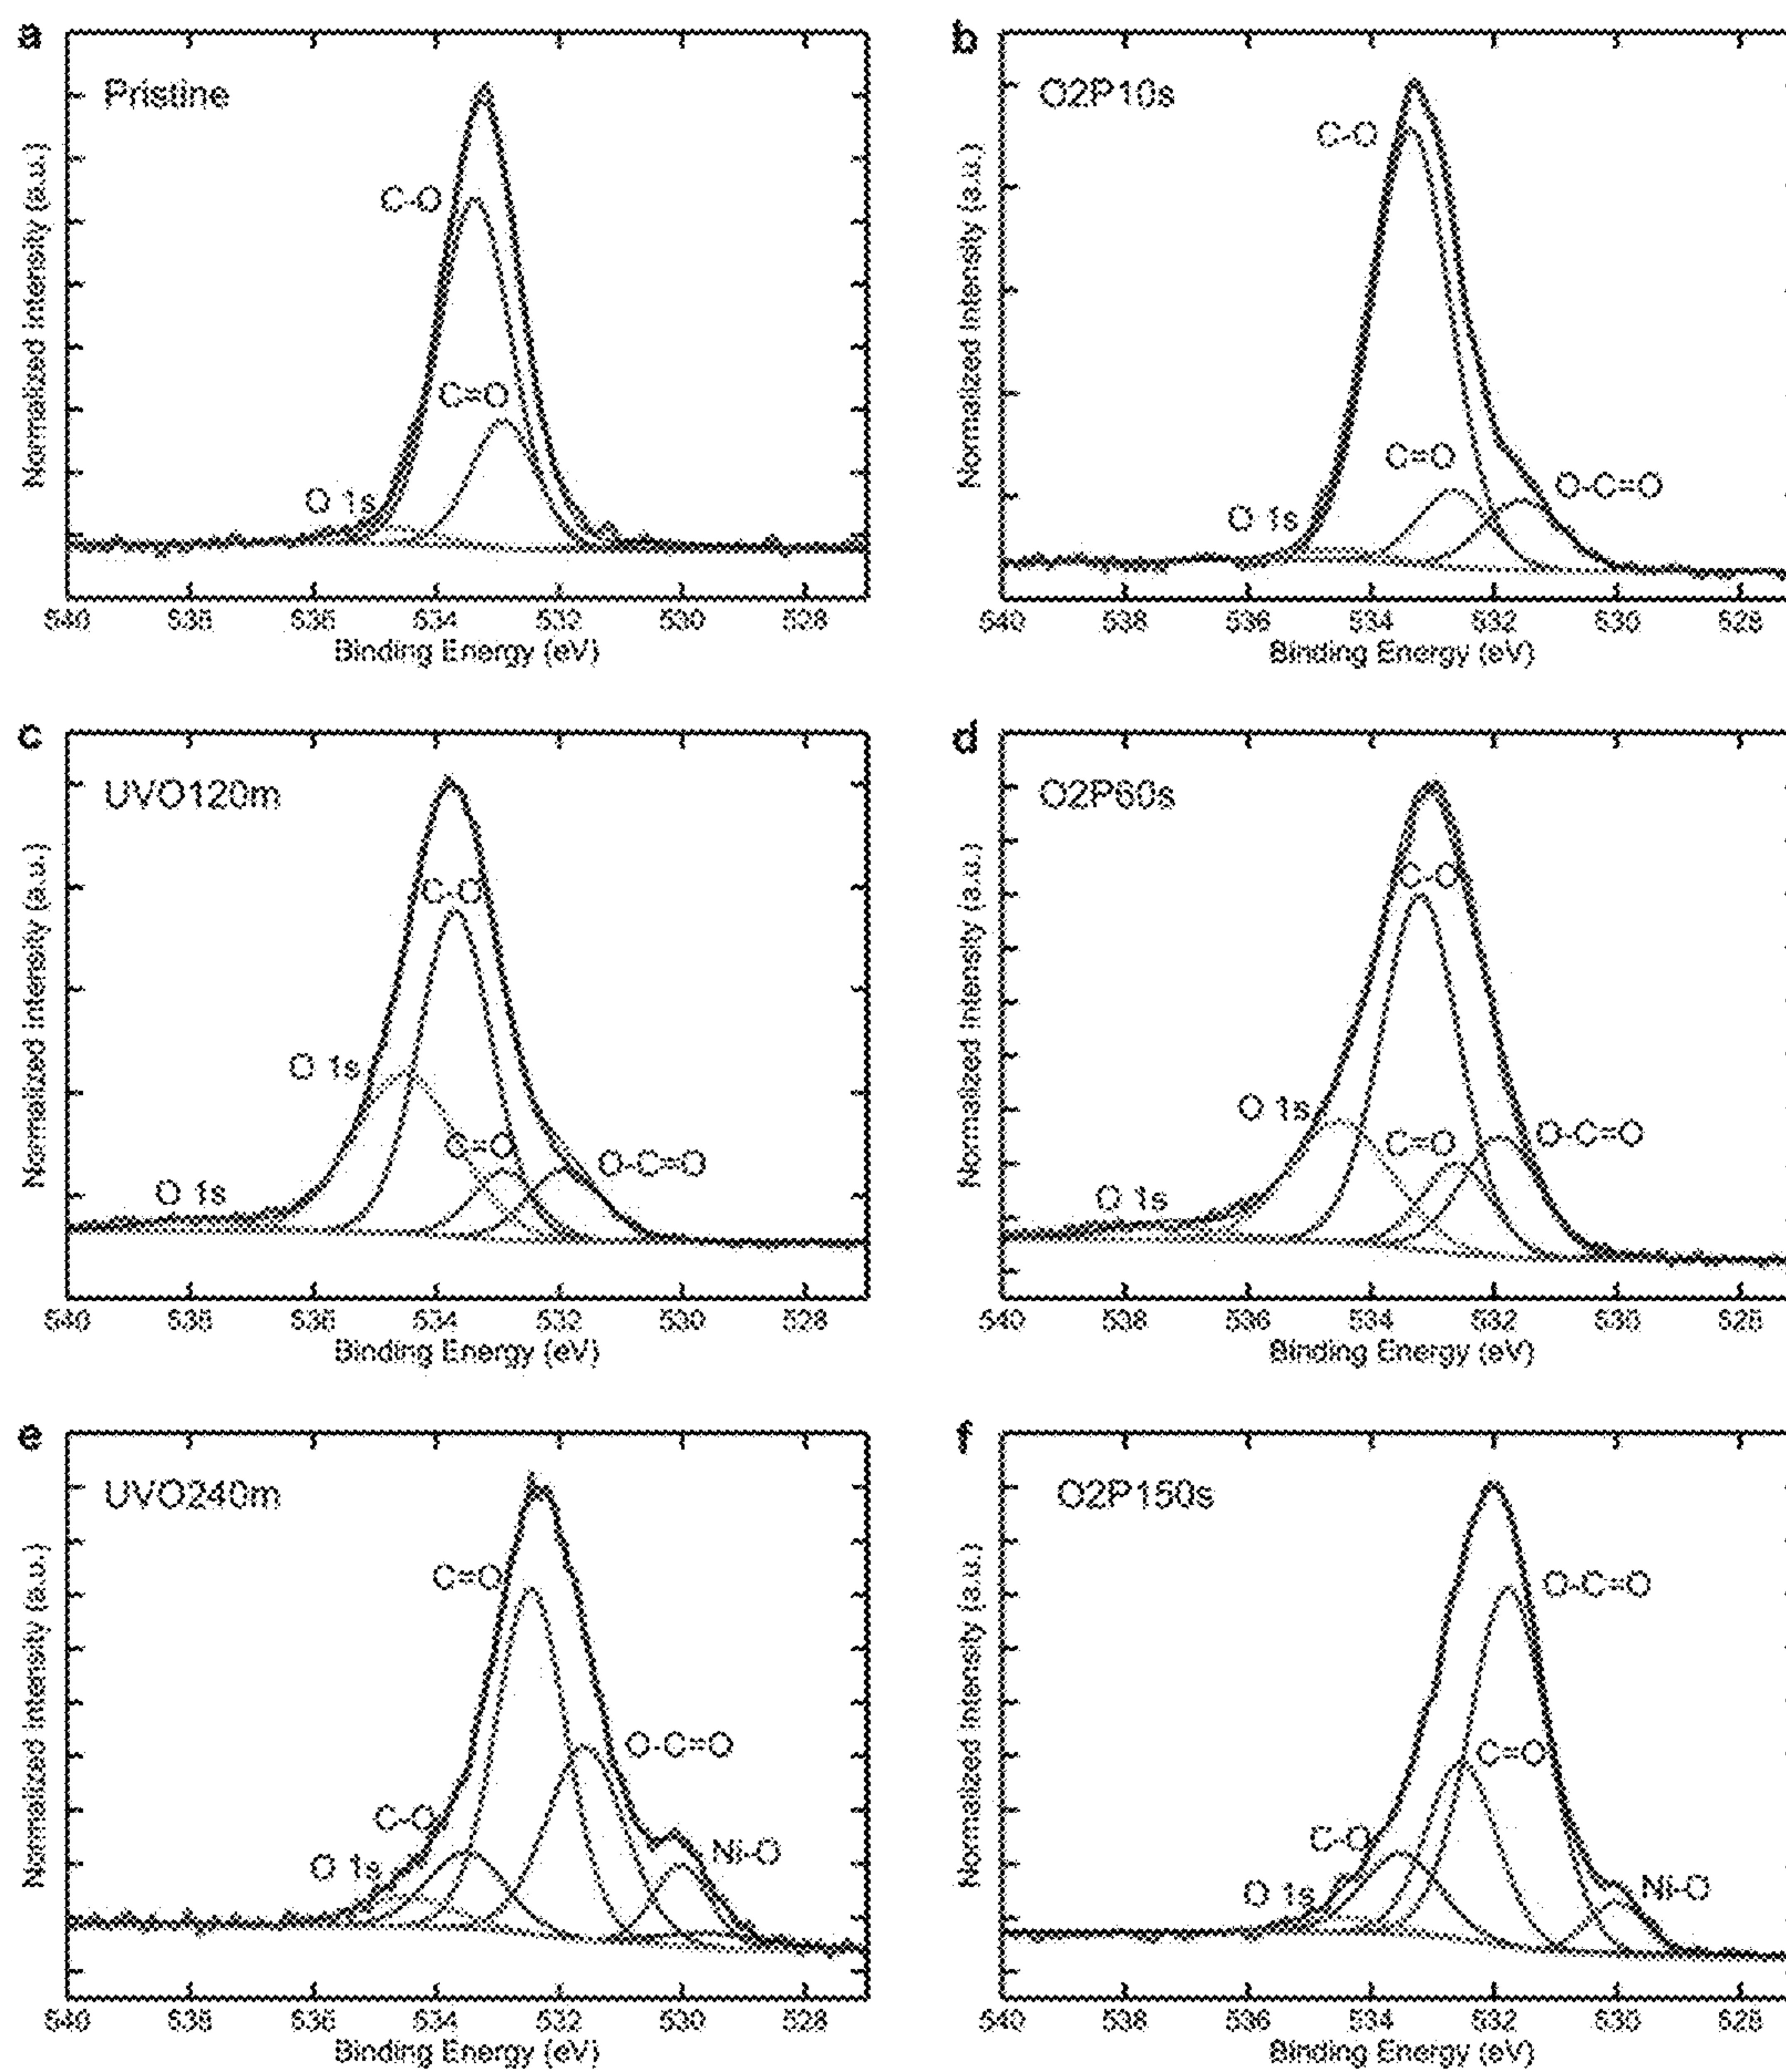 a
Pristine
C-O
C=O
O 1s
Normalized Intensity (a.u.)
540 538 536 534 532 530 528
Binding Energy (eV)
b
O2P10s
C-O
C=O
O-C=O
O 1s
Normalized Intensity (a.u.)
540 538 536 534 532 530 528
Binding Energy (eV)
c
UVO120m
C-O
O 1s
C=O
O-C=O
O 1s
Normalized Intensity (a.u.)
540 538 536 534 532 530 528
Binding Energy (eV)
d
O2P60s
C-O
O 1s
C=O
O-C=O
O 1s
Normalized Intensity (a.u.)
540 538 536 534 532 530 528
Binding Energy (eV)
e
UVO240m
C=O
O-C=O
C-O
O 1s
Ni-O
Normalized Intensity (a.u.)
540 538 536 534 532 530 528
Binding Energy (eV)
f
O2P150s
O-C=O
C=O
C-O
O 1s
Ni-O
Normalized Intensity (a.u.)
540 538 536 534 532 530 528
Binding Energy (eV)